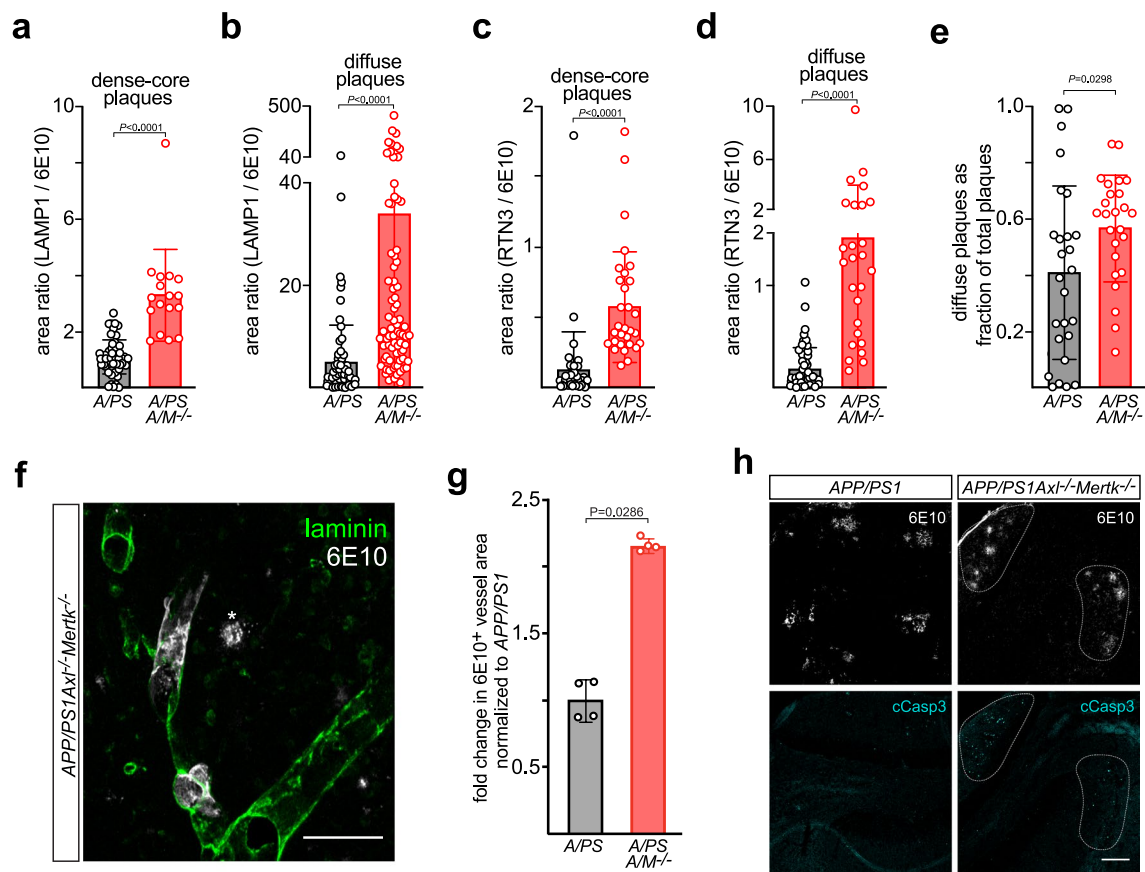 a
dense-core
plaques
P<0.0001
area ratio (LAMP1 / 6E10)
10
6
2
A/PS
A/PS
A/M-/-
b
diffuse
plaques
P<0.0001
area ratio (LAMP1 / 6E10)
500
40
40
20
A/PS
A/PS
A/M-/-
c
dense-core
plaques
P<0.0001
area ratio (RTN3 / 6E10)
2
1
A/PS
A/PS
A/M-/-
d
diffuse
plaques
P<0.0001
area ratio (RTN3 / 6E10)
10
6
2
2
1
A/PS
A/PS
A/M-/-
e
P=0.0298
diffuse plaques as
fraction of total plaques
1.0
0.6
0.2
A/PS
A/PS
A/M-/-
f
APP/PS1Axl-/-Mertk-/-
laminin
6E10
*
g
P=0.0286
fold change in 6E10+ vessel area
normalized to APP/PS1
2.5
2.0
1.5
1.0
0.5
A/PS
A/PS
A/M-/-
h
APP/PS1
APP/PS1Axl-/-Mertk-/-
6E10
6E10
cCasp3
cCasp3